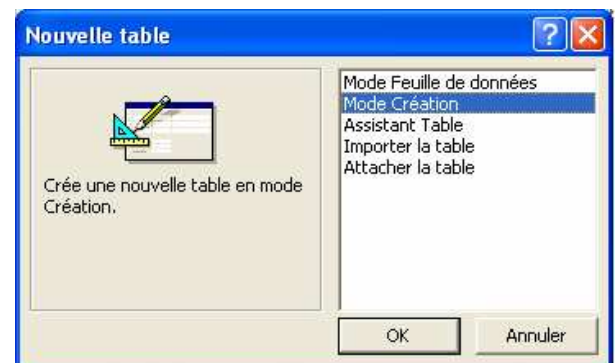 Nouvelle table
Crée une nouvelle table en mode
Création.
Mode Feuille de données
Mode Création
Assistant Table
Importer la table
Attacher la table
OK
Annuler